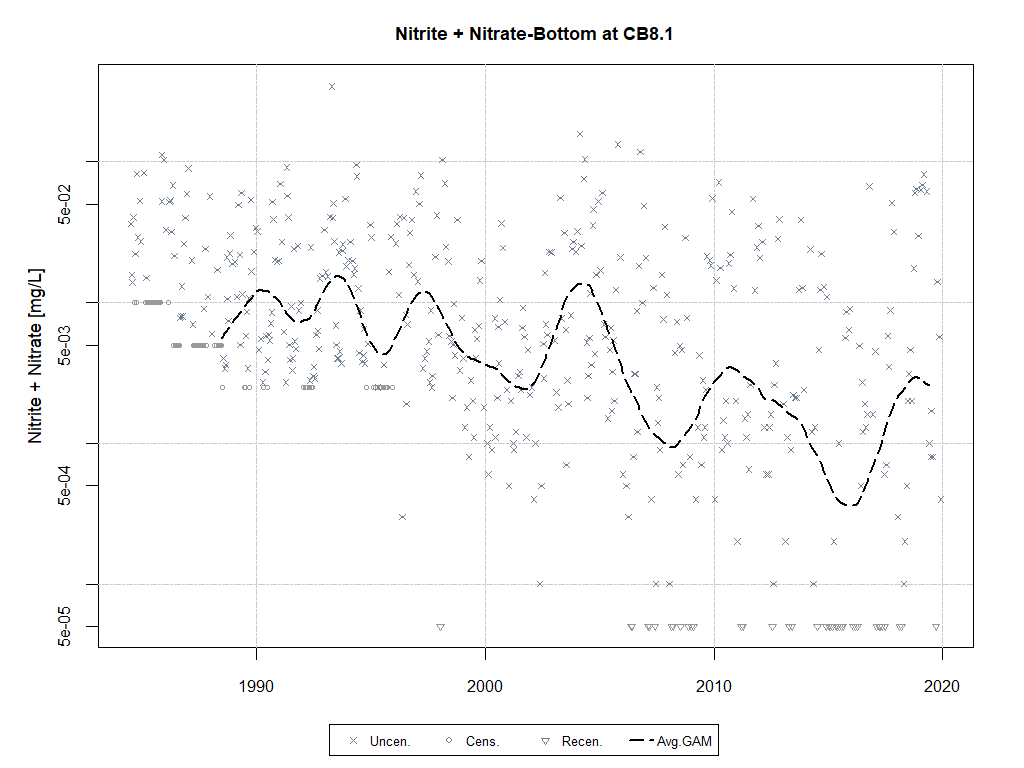 Nitrite + Nitrate-Bottom at CB8.1
Nitrite + Nitrate [mg/L]
5e-02
5e-03
5e-04
5e-05
1990 2000 2010 2020
Uncen. Cens. Recen. Avg.GAM